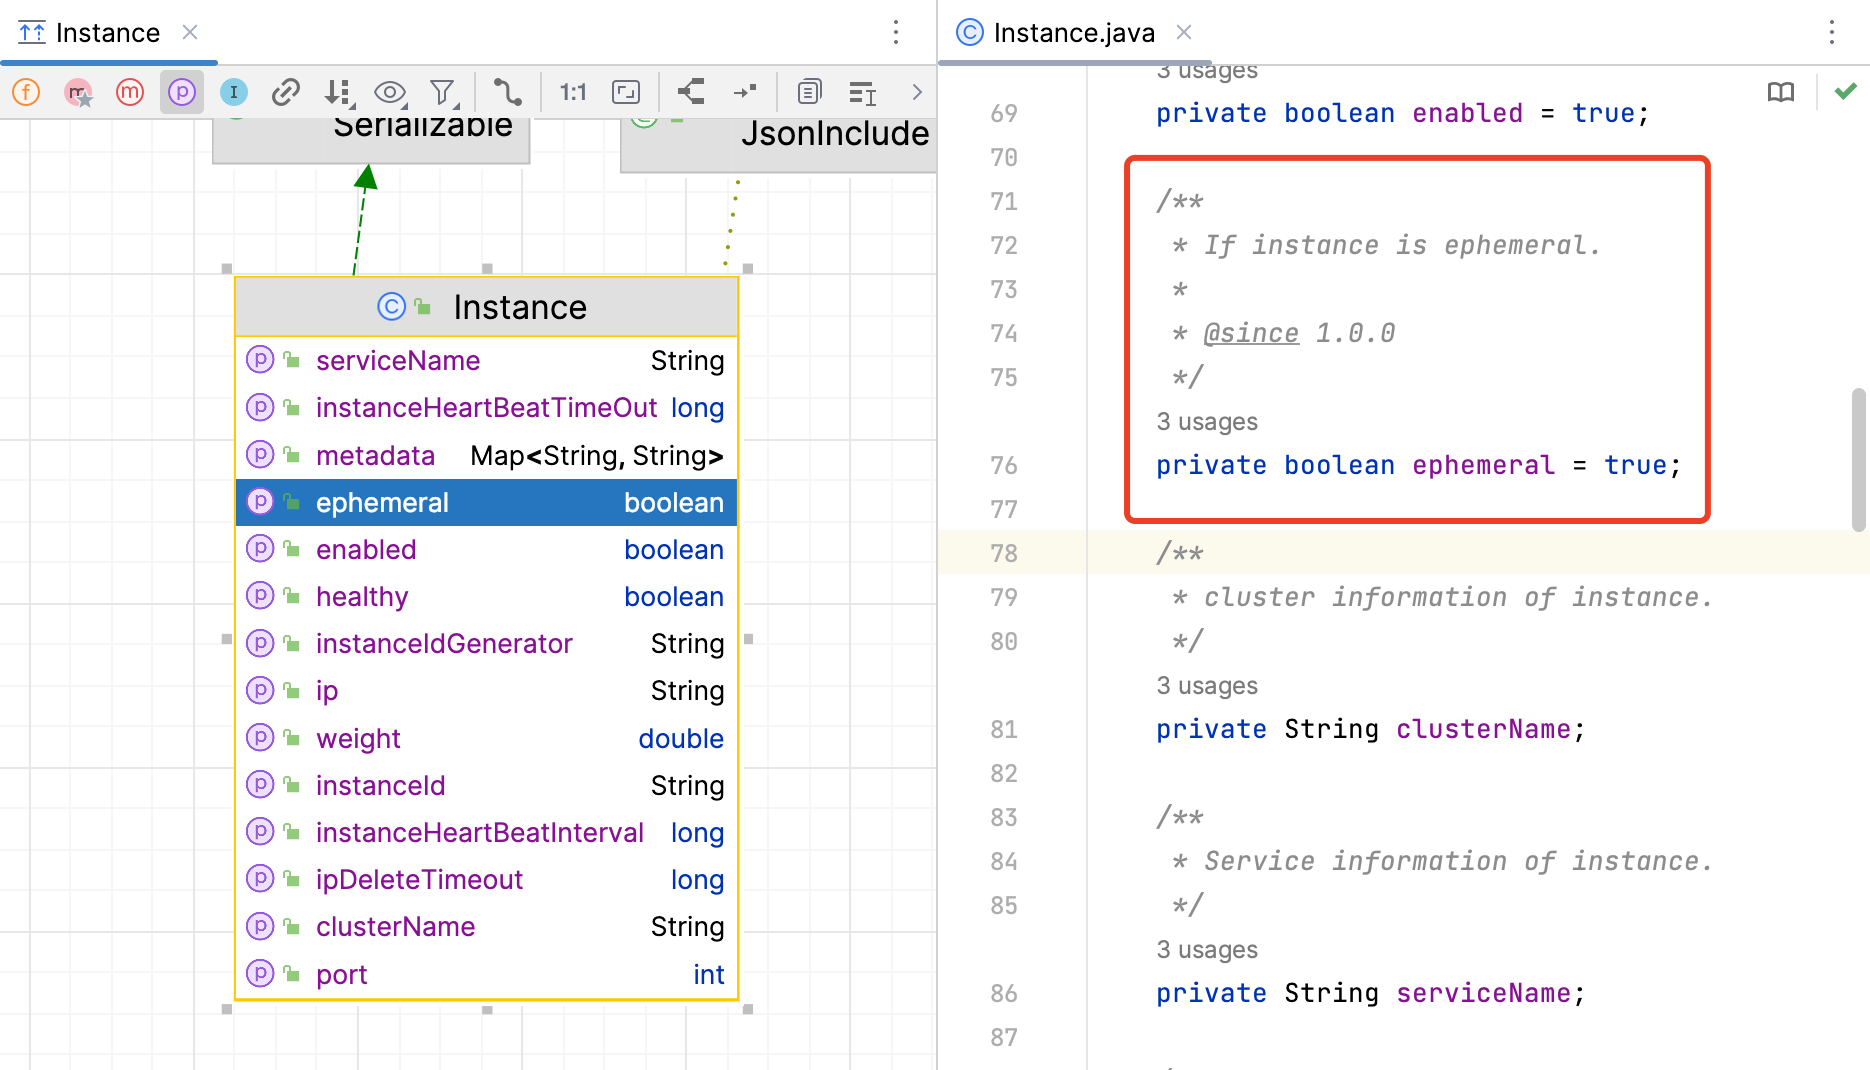 Instance
1:1
Serializable
JsonInclude
Instance
serviceName String
instanceHeartBeatTimeOut long
metadata Map<String, String>
ephemeral boolean
enabled boolean
healthy boolean
instanceIdGenerator String
ip String
weight double
instanceId String
instanceHeartBeatInterval long
ipDeleteTimeout long
clusterName String
port int
Instance.java
3 usages
69 private boolean enabled = true;
70
71 /**
72 * If instance is ephemeral.
73 *
74 * @since 1.0.0
75 */
3 usages
76 private boolean ephemeral = true;
77
78 /**
79 * cluster information of instance.
80 */
3 usages
81 private String clusterName;
82
83 /**
84 * Service information of instance.
85 */
3 usages
86 private String serviceName;
87